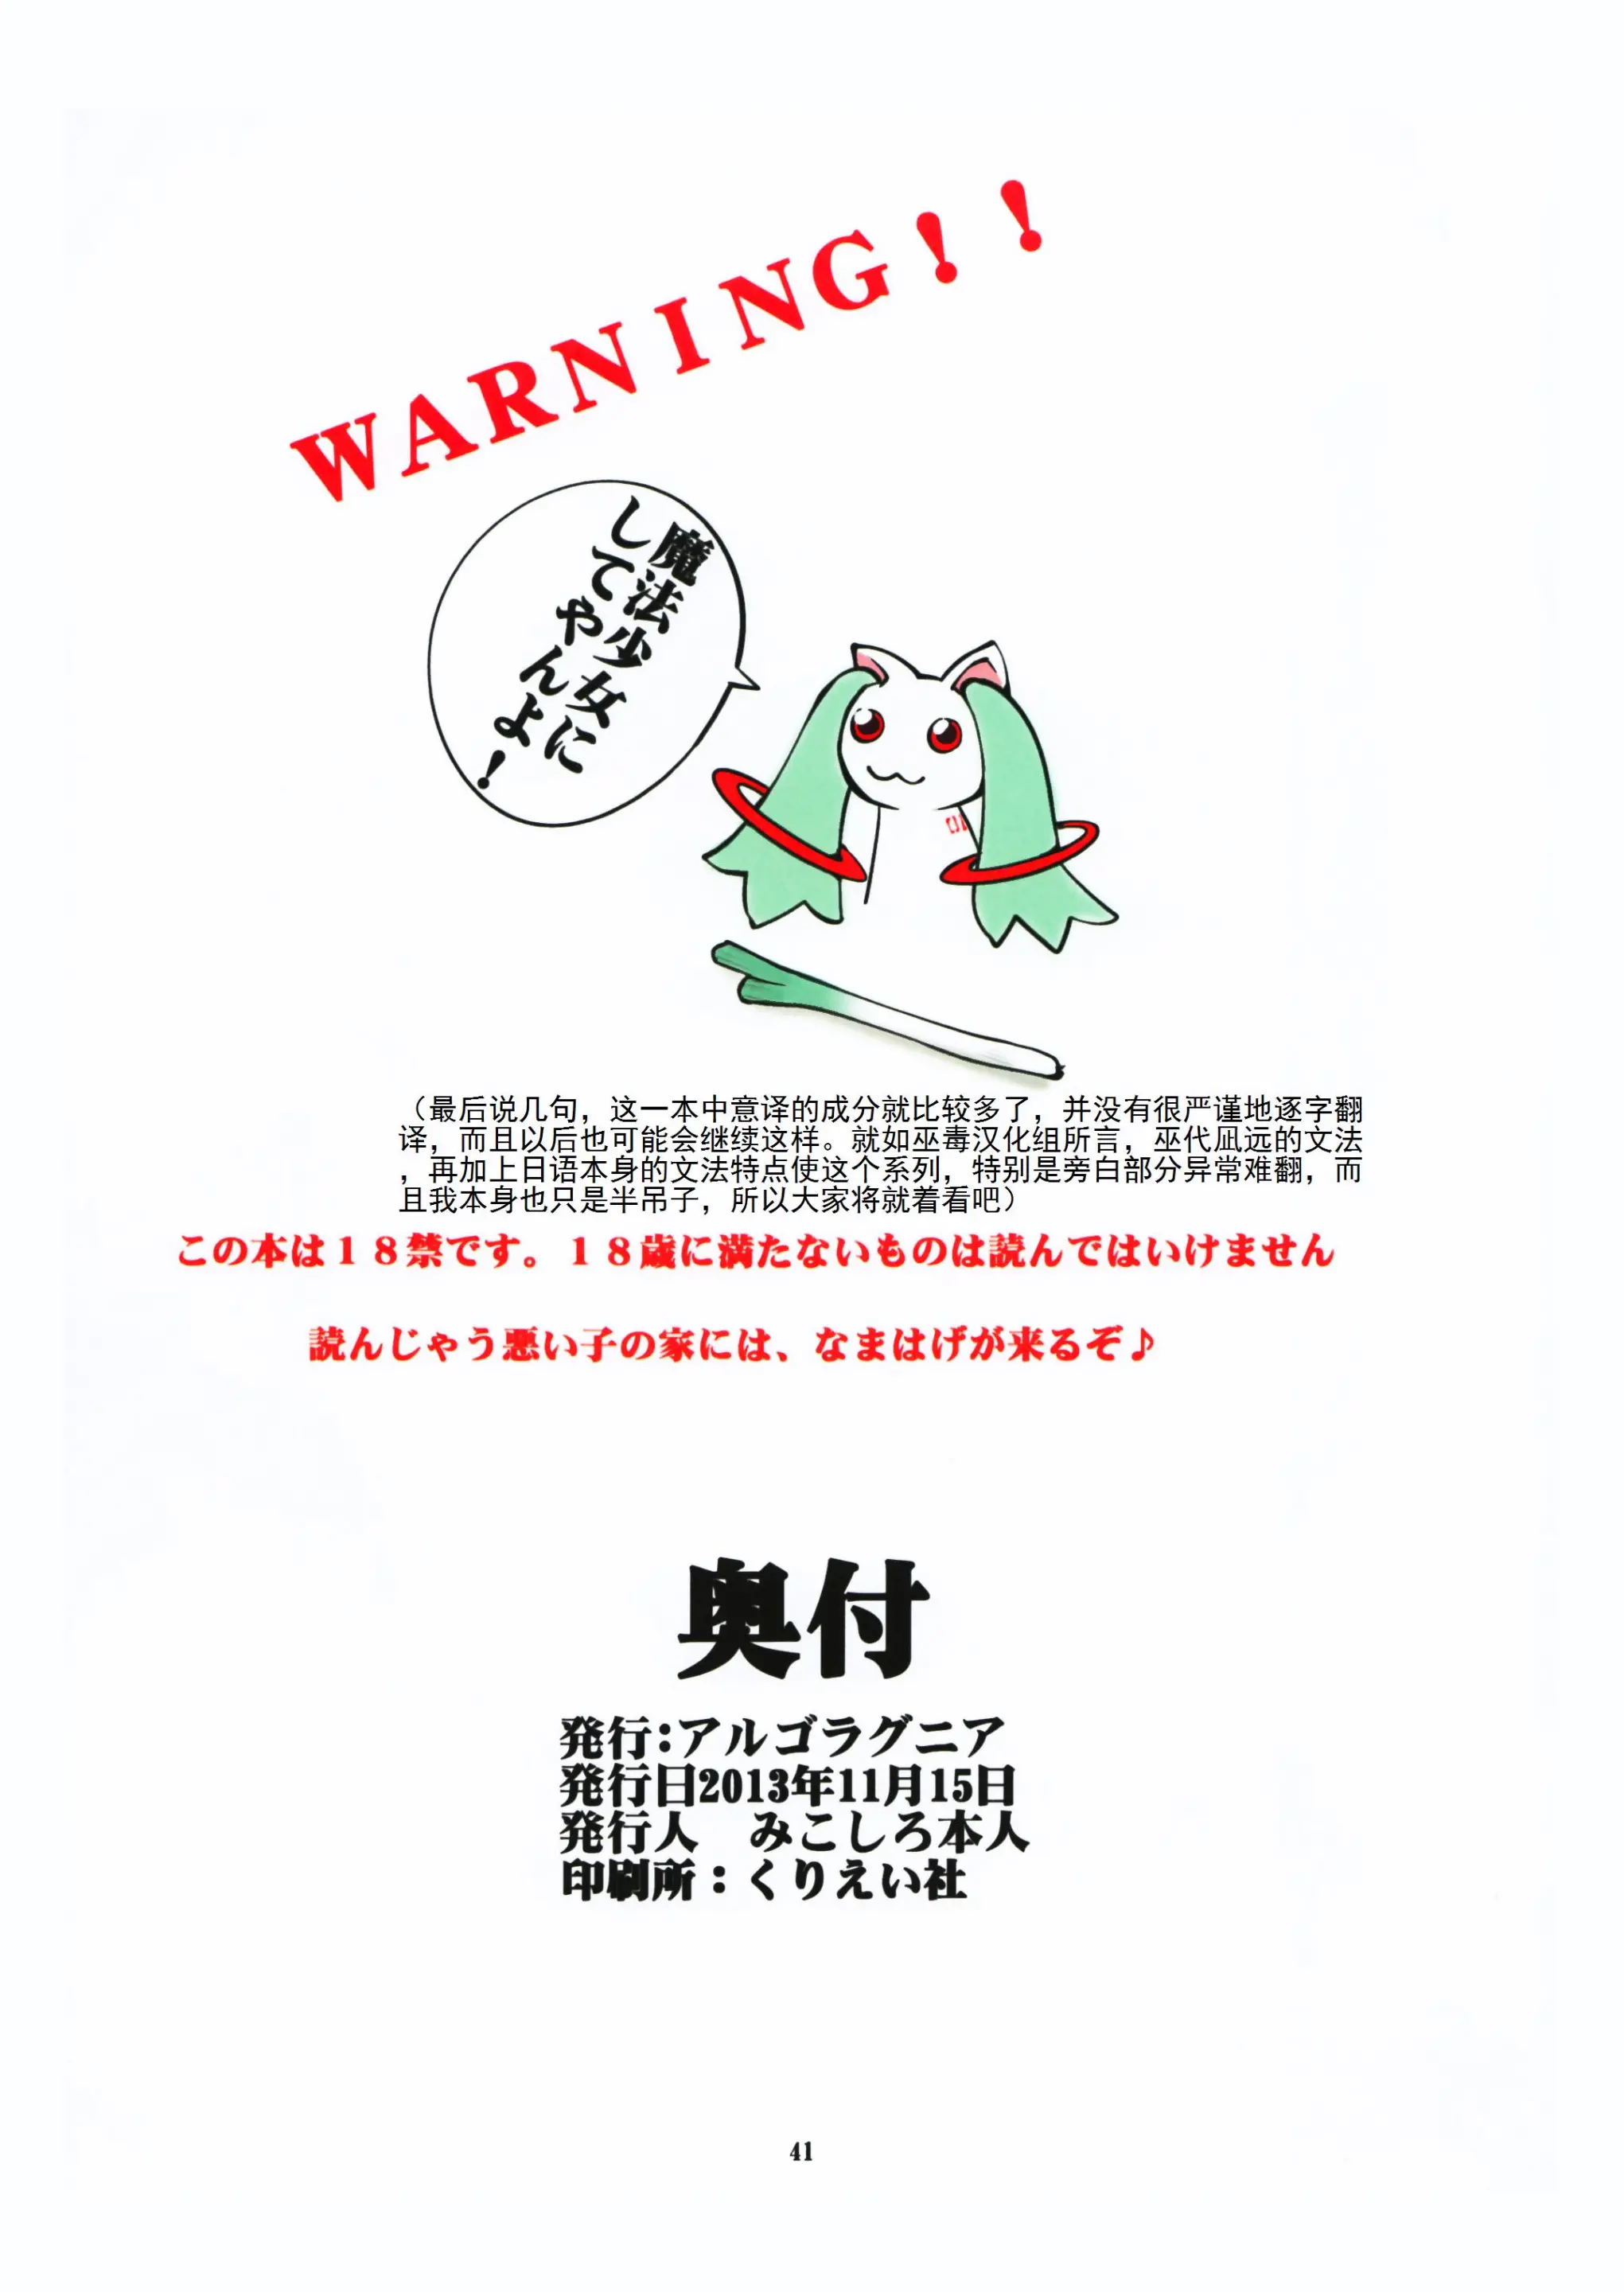 WARNING!!
魔法少女に
してやんよ!
（最后说几句，这一本中意译的成分就比较多了，并没有很严谨地逐字翻
译，而且以后也可能会继续这样。就如巫毒汉化组所言，巫代凪远的文法
，再加上日语本身的文法特点使这个系列，特别是旁白部分异常难翻，而
且我本身也只是半吊子，所以大家将就着看吧）
この本は１８禁です。１８歳に満たないものは読んではいけません
読んじゃう悪い子の家には、なまはげが来るぞ♪
奥付
発行:アルゴラグニア
発行日2013年11月15日
発行人　みこしろ本人
印刷所：くりえい社
41